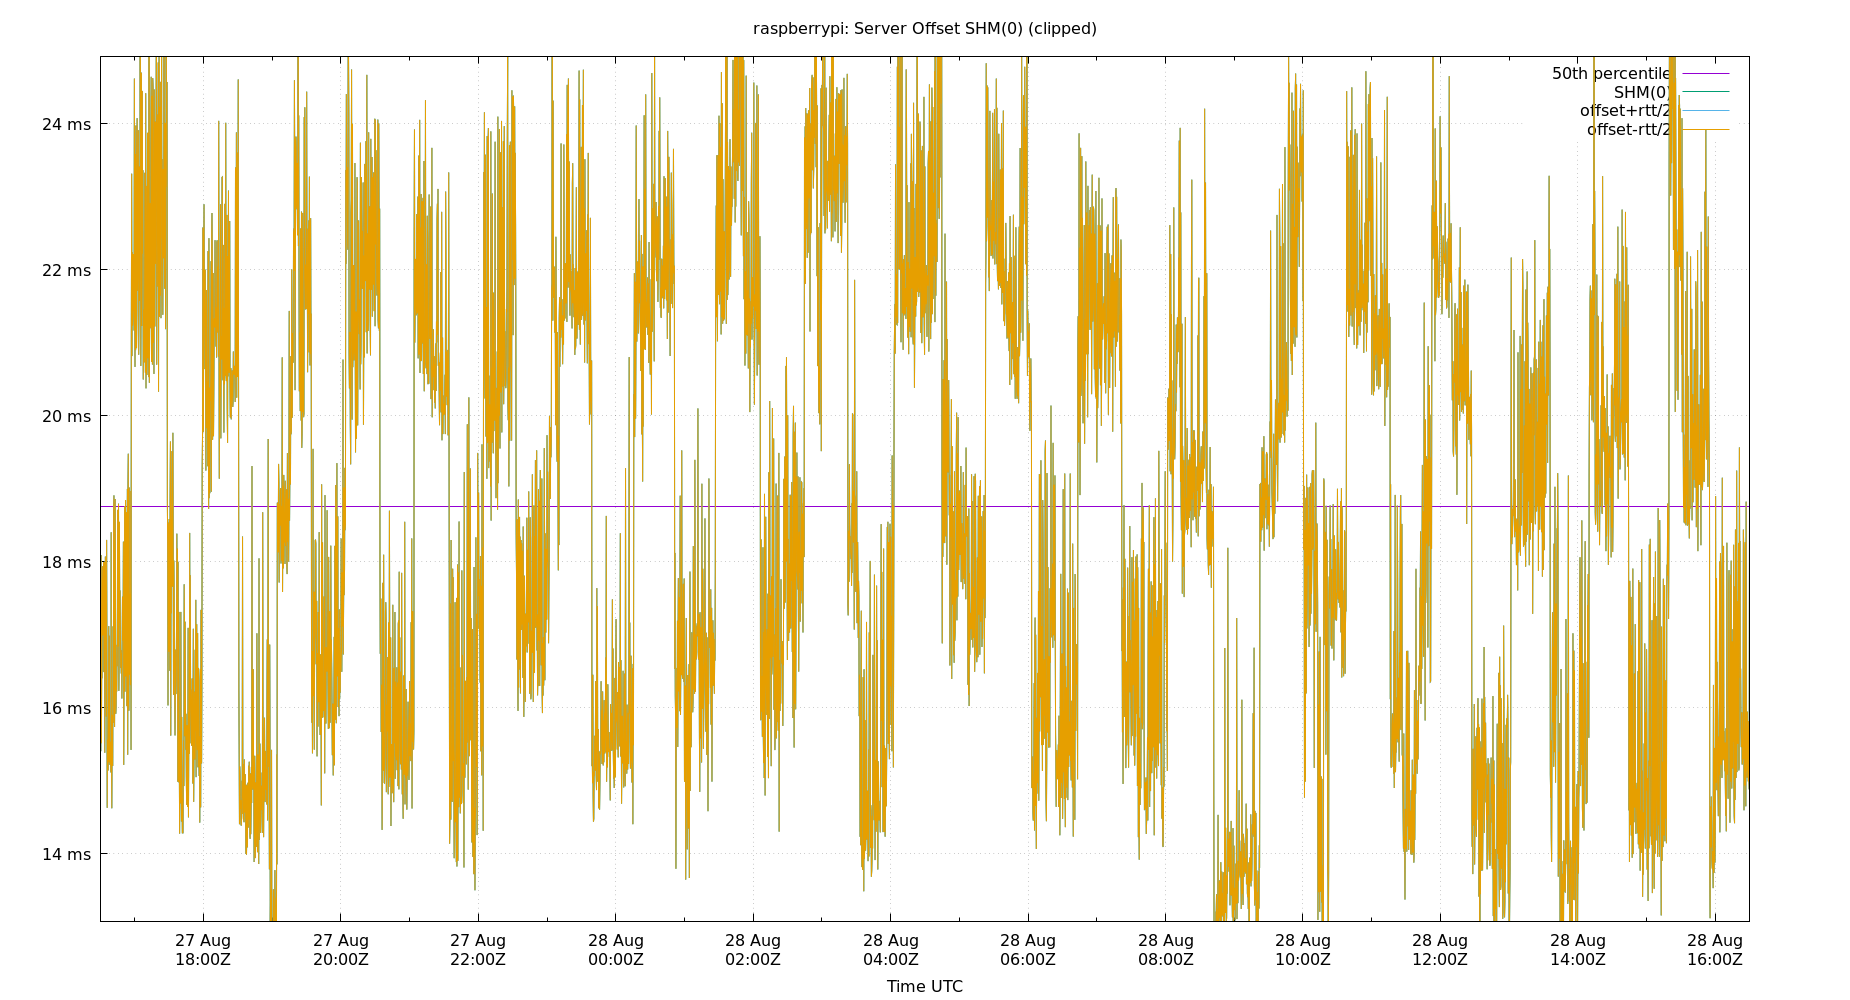 raspberrypi: Server Offset SHM(0) (clipped)
50th percentile
SHM(0)
offset+rtt/2
offset-rtt/2
24 ms
22 ms
20 ms
18 ms
16 ms
14 ms
27 Aug 27 Aug 27 Aug 28 Aug 28 Aug 28 Aug 28 Aug 28 Aug 28 Aug 28 Aug 28 Aug 28 Aug
18:00Z 20:00Z 22:00Z 00:00Z 02:00Z 04:00Z 06:00Z 08:00Z 10:00Z 12:00Z 14:00Z 16:00Z
Time UTC